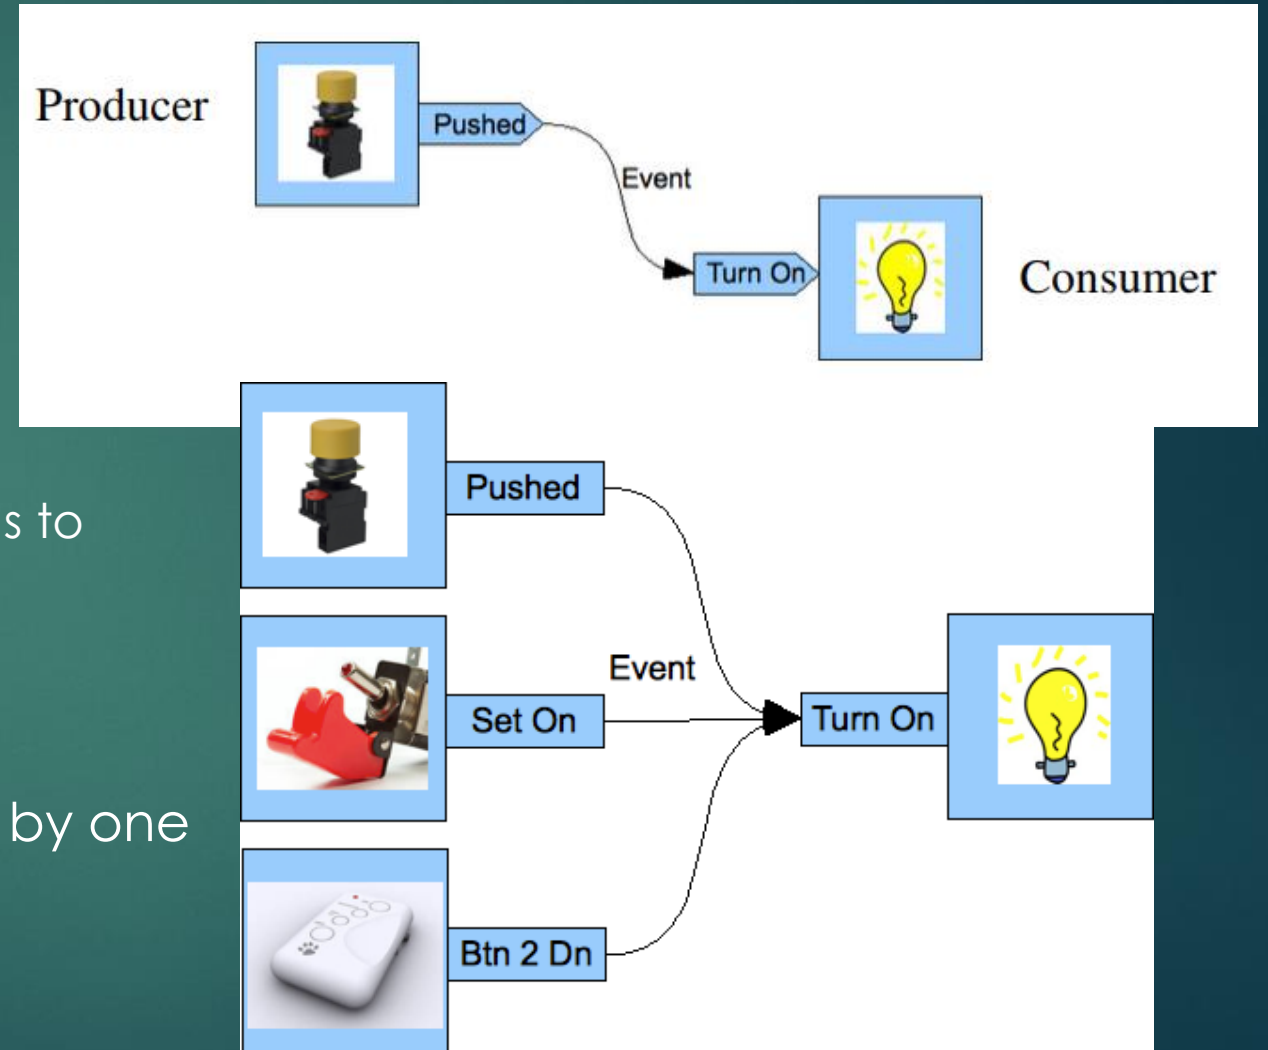 Producer
Pushed
Event
Turn On
Consumer
s to
by one
Pushed
Event
Set On
Turn On
Btn 2 Dn